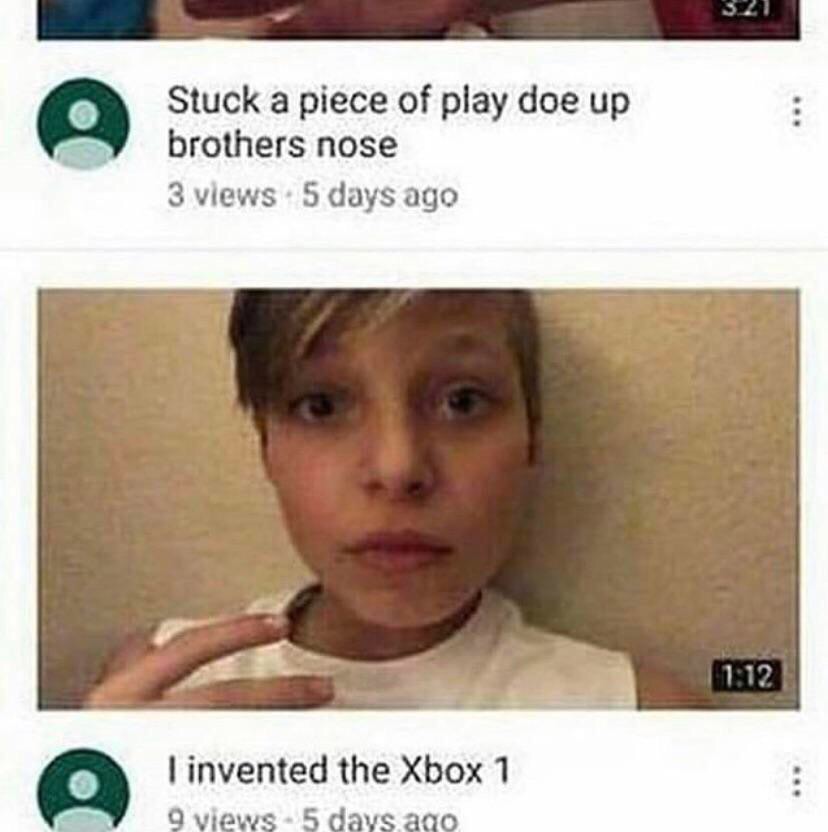 3:21
Stuck a piece of play doe up
brothers nose
3 views · 5 days ago
1:12
I invented the Xbox 1
9 views · 5 days ago